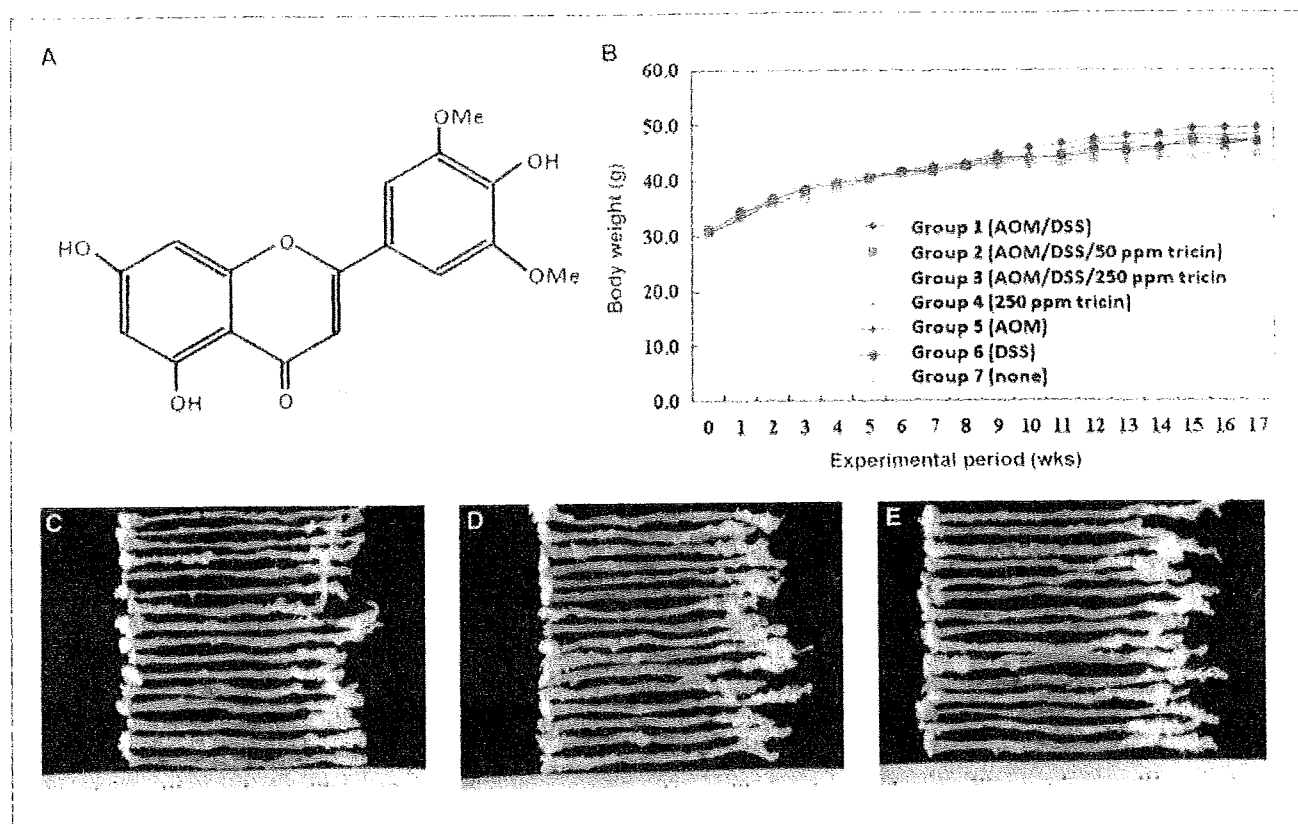 A
OMe
OH
HO
O
OMe
OH
O
B
60.0
50.0
40.0
30.0
20.0
10.0
0.0
Body weight (g)
Group 1 (AOM/DSS)
Group 2 (AOM/DSS/50 ppm tricin)
Group 3 (AOM/DSS/250 ppm tricin
Group 4 (250 ppm tricin)
Group 5 (AOM)
Group 6 (DSS)
Group 7 (none)
0 1 2 3 4 5 6 7 8 9 10 11 12 13 14 15 16 17
Experimental period (wks)
C
D
E